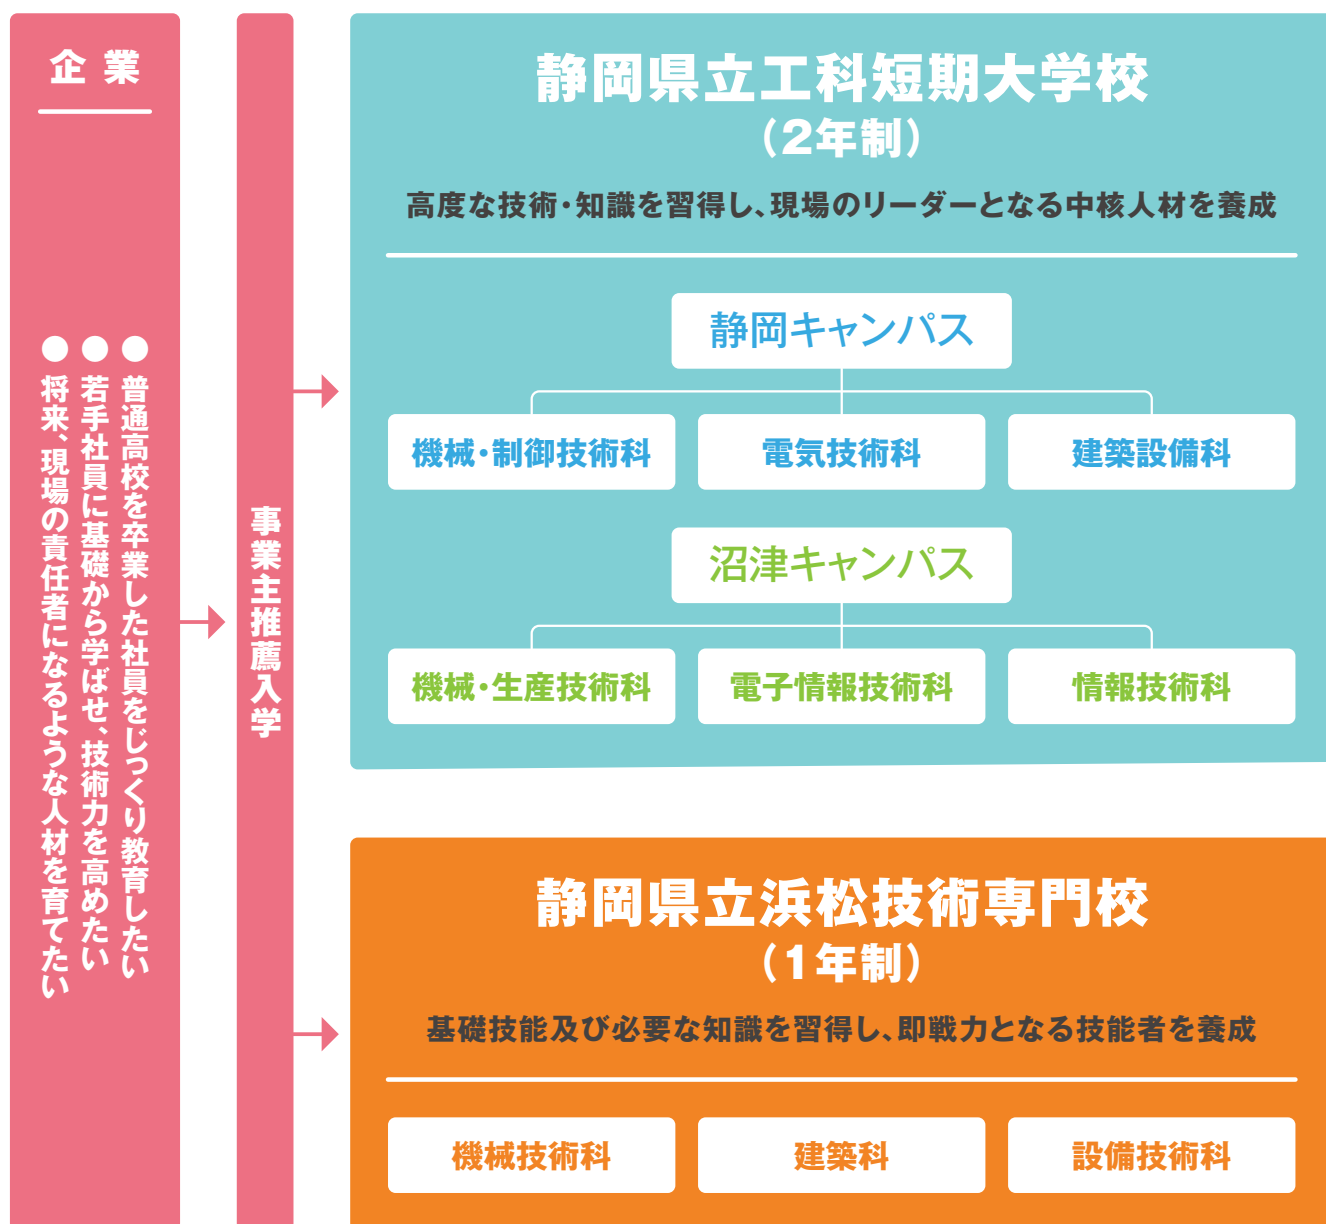 企業
●普通高校を卒業した社員をじっくり教育したい
●若手社員に基礎から学ばせ、技術力を高めたい
●将来、現場の責任者になるような人材を育てたい
事業主推薦入学
静岡県立工科短期大学校
（2年制）
高度な技術・知識を習得し、現場のリーダーとなる中核人材を養成
静岡キャンパス
機械・制御技術科
電気技術科
建築設備科
沼津キャンパス
機械・生産技術科
電子情報技術科
情報技術科
静岡県立浜松技術専門校
（1年制）
基礎技能及び必要な知識を習得し、即戦力となる技能者を養成
機械技術科
建築科
設備技術科